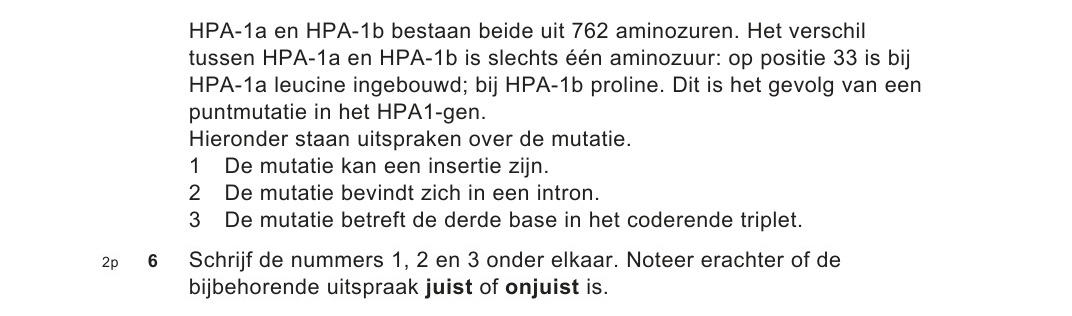 HPA-1a en HPA-1b bestaan beide uit 762 aminozuren. Het verschil
tussen HPA-1a en HPA-1b is slechts één aminozuur: op positie 33 is bij
HPA-1a leucine ingebouwd; bij HPA-1b proline. Dit is het gevolg van een
puntmutatie in het HPA1-gen.
Hieronder staan uitspraken over de mutatie.
1 De mutatie kan een insertie zijn.
2 De mutatie bevindt zich in een intron.
3 De mutatie betreft de derde base in het coderende triplet.
2p 6 Schrijf de nummers 1, 2 en 3 onder elkaar. Noteer erachter of de
bijbehorende uitspraak juist of onjuist is.